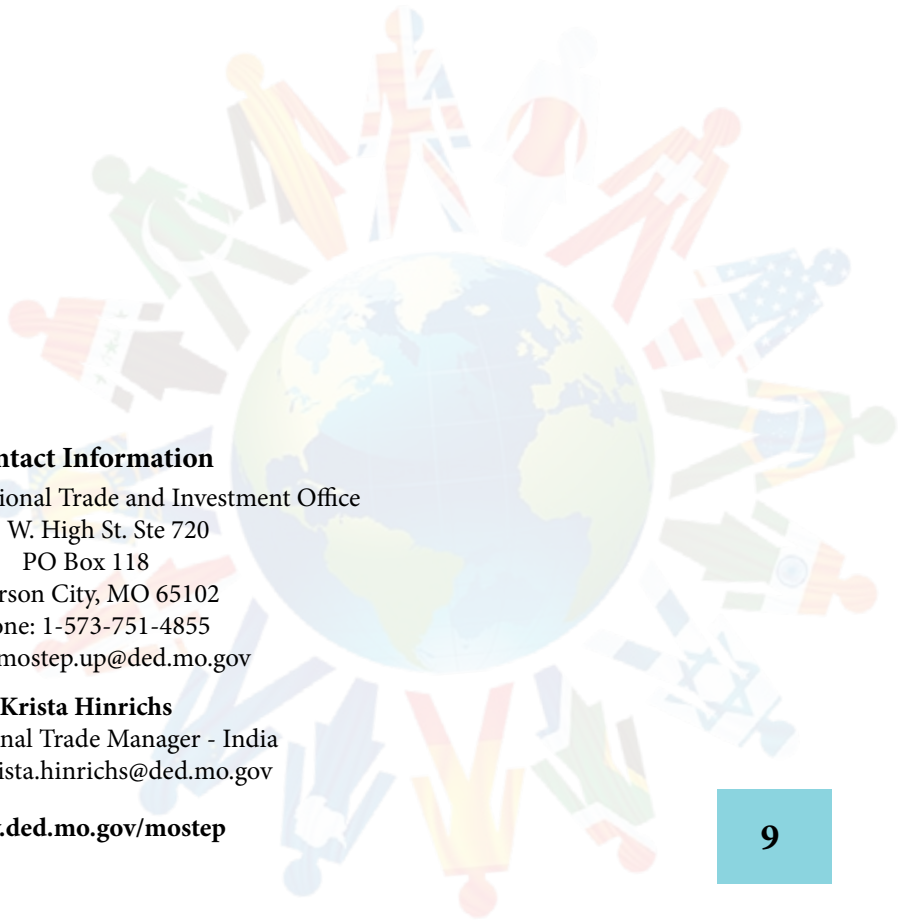 ntact Information
ional Trade and Investment Office
W. High St. Ste 720
PO Box 118
rson City, MO 65102
one: 1-573-751-4855
mostep.up@ded.mo.gov
Krista Hinrichs
nal Trade Manager - India
ista.hinrichs@ded.mo.gov
.ded.mo.gov/mostep
9